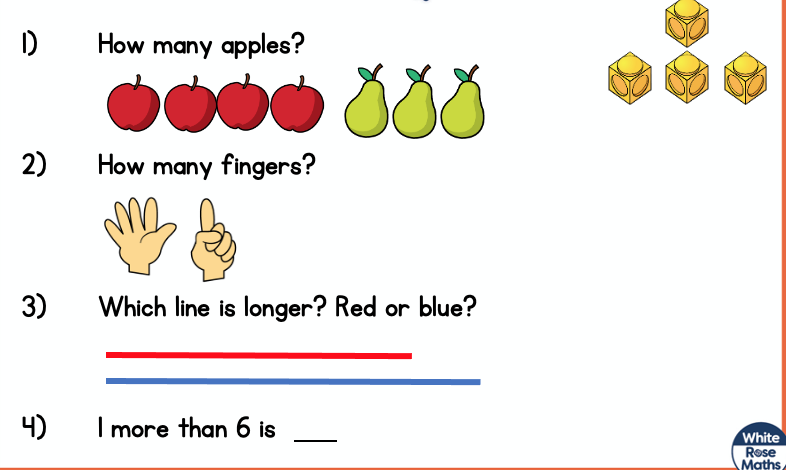 1) How many apples?
2) How many fingers?
3) Which line is longer? Red or blue?
4) 1 more than 6 is ___
White
Rose
Maths